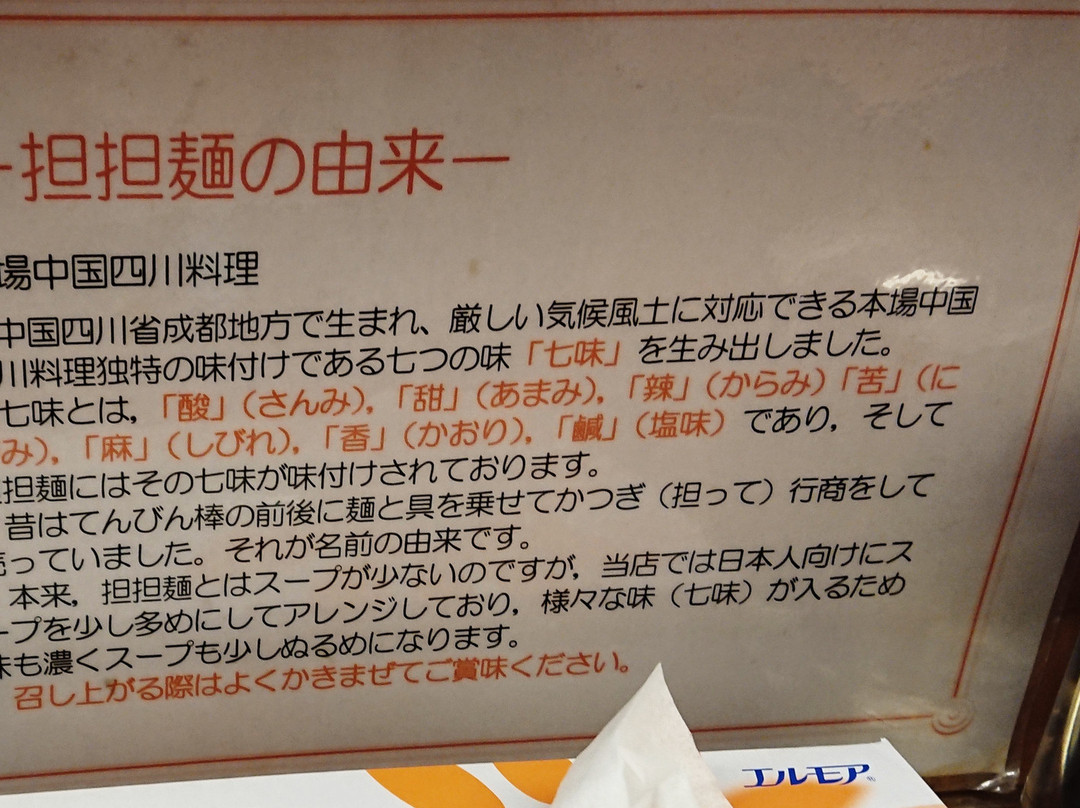 －担担麺の由来－
場中国四川料理
中国四川省成都地方で生まれ、厳しい気候風土に対応できる本場中国
川料理独特の味付けである七つの味「七味」を生み出しました。
七味とは，「酸」（さんみ），「甜」（あまみ），「辣」（からみ）「苦」（に
み），「麻」（しびれ），「香」（かおり），「鹹」（塩味）であり，そして
担麺にはその七味が味付けされております。
昔はてんびん棒の前後に麺と具を乗せてかつぎ（担って）行商をして
売っていました。それが名前の由来です。
本来，担担麺とはスープが少ないのですが，当店では日本人向けにス
ープを少し多めにしてアレンジしており，様々な味（七味）が入るため
味も濃くスープも少しぬるめになります。
召し上がる際はよくかきまぜてご賞味ください。
エルモア®